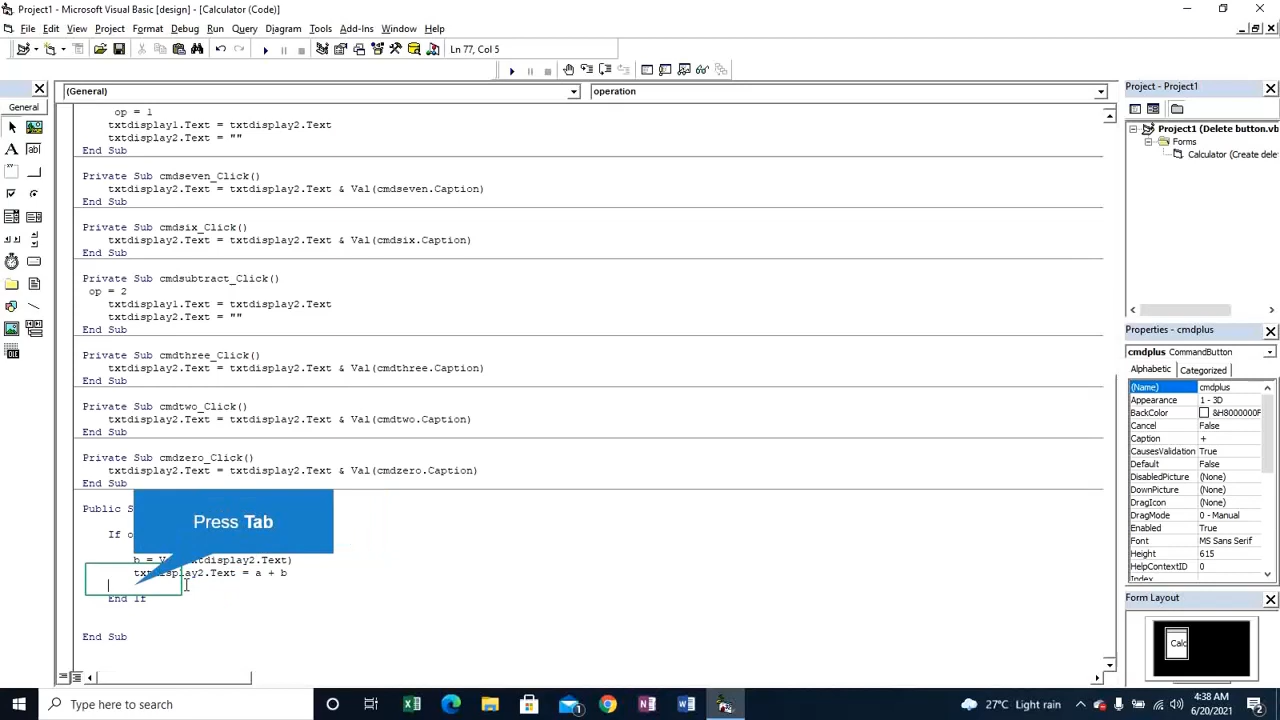 Project1 - Microsoft Visual Basic [design] - [Calculator (Code)]
File Edit View Project Format Debug Run Query Diagram Tools Add-Ins Window Help
Ln 77, Col 5
General
(General)
operation
op = 1
txtdisplay1.Text = txtdisplay2.Text
txtdisplay2.Text = ""
End Sub
Private Sub cmdseven_Click()
txtdisplay2.Text = txtdisplay2.Text & Val(cmdseven.Caption)
End Sub
Private Sub cmdsix_Click()
txtdisplay2.Text = txtdisplay2.Text & Val(cmdsix.Caption)
End Sub
Private Sub cmdsubtract_Click()
op = 2
txtdisplay1.Text = txtdisplay2.Text
txtdisplay2.Text = ""
End Sub
Private Sub cmdthree_Click()
txtdisplay2.Text = txtdisplay2.Text & Val(cmdthree.Caption)
End Sub
Private Sub cmdtwo_Click()
txtdisplay2.Text = txtdisplay2.Text & Val(cmdtwo.Caption)
End Sub
Private Sub cmdzero_Click()
txtdisplay2.Text = txtdisplay2.Text & Val(cmdzero.Caption)
End Sub
Public
Press Tab
If
b =
txtdisplay2.Text = a + b
End If
End Sub
Project - Project1
Project1 (Delete button.vb
Forms
Calculator (Create dele
Properties - cmdplus
cmdplus CommandButton
Alphabetic Categorized
(Name) cmdplus
Appearance 1 - 3D
BackColor &H8000000F
Cancel False
Caption +
CausesValidation True
Default False
DisabledPicture (None)
DownPicture (None)
DragIcon (None)
DragMode 0 - Manual
Enabled True
Font MS Sans Serif
Height 615
HelpContextID 0
Index
Form Layout
Calc
Type here to search
27°C Light rain
4:38 AM
6/20/2021